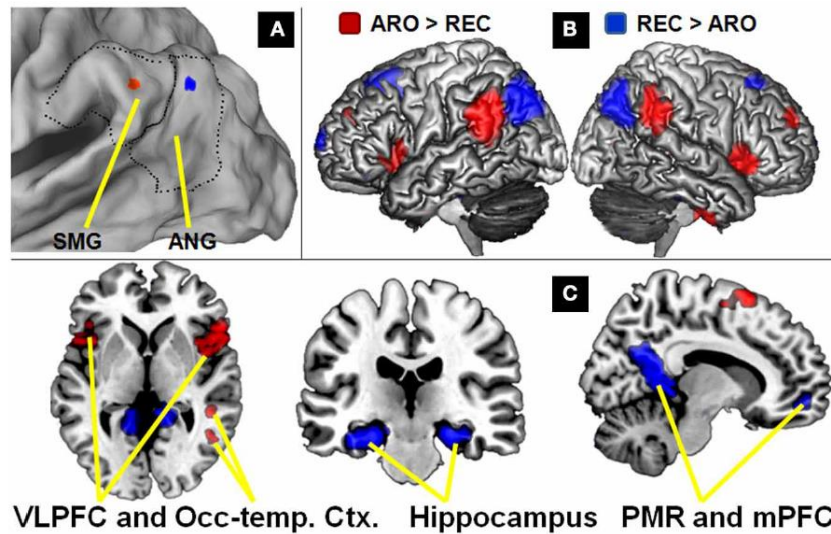 A
SMG
ANG
ARO > REC
B
REC > ARO
C
VLPFC and Occ-temp. Ctx.
Hippocampus
PMR and mPFC